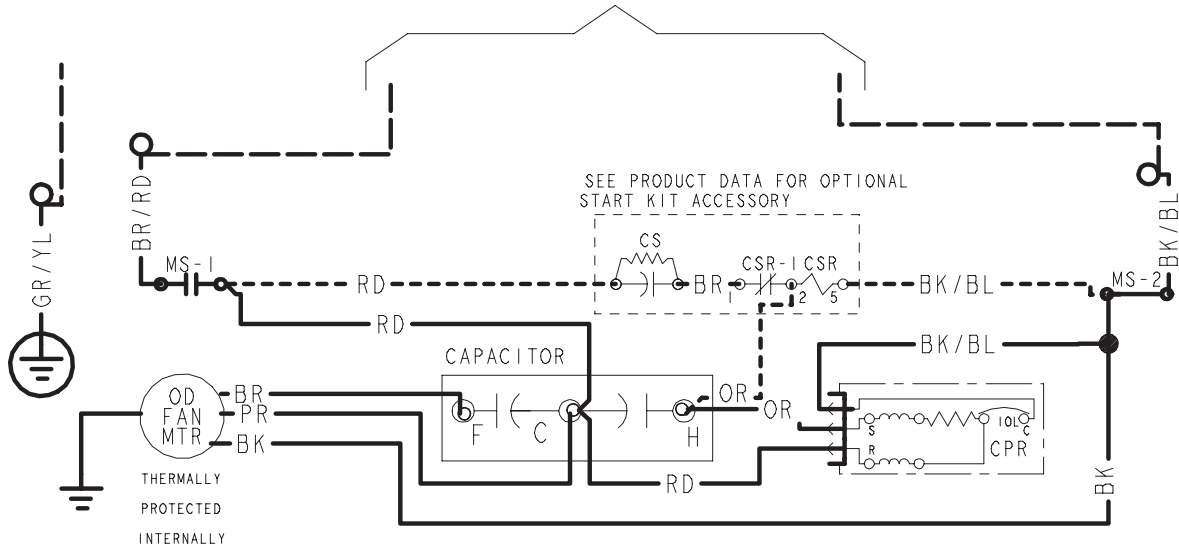 SEE PRODUCT DATA FOR OPTIONAL
START KIT ACCESSORY
BR/RD
GR/YL
BK/BL
MS-1
RD
CS
BR
CSR-1
CSR
2
5
BK/BL
MS-2
RD
BK/BL
CAPACITOR
OD
FAN
MTR
BR
PR
BK
F
C
H
OR
OR
S
R
IOL
C
CPR
RD
BK
THERMALLY
PROTECTED
INTERNALLY